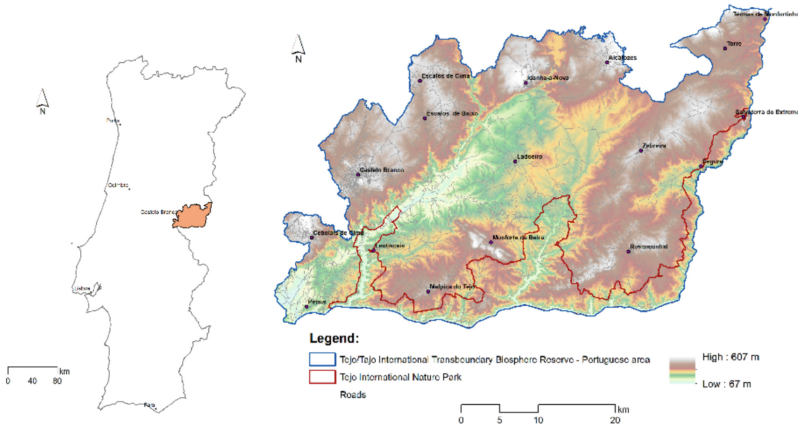 N
Porto
Coimbra
Castelo Branco
Lisboa
Faro
km
0 40 80
N
Termas de Monfortinho
Torre
Alcafozes
Idanha-a-Nova
Escalos de Cima
Escalos de Baixo
Salvaterra do Extremo
Zebreira
Ladoeiro
Segura
Castelo Branco
Cebolais de Cima
Monforte da Beira
Rosmaninhal
Malpica do Tejo
Legend:
Tejo/Tajo International Transboundary Biosphere Reserve - Portuguese area
Tejo International Nature Park
Roads
High : 607 m
Low : 67 m
km
0 5 10 20